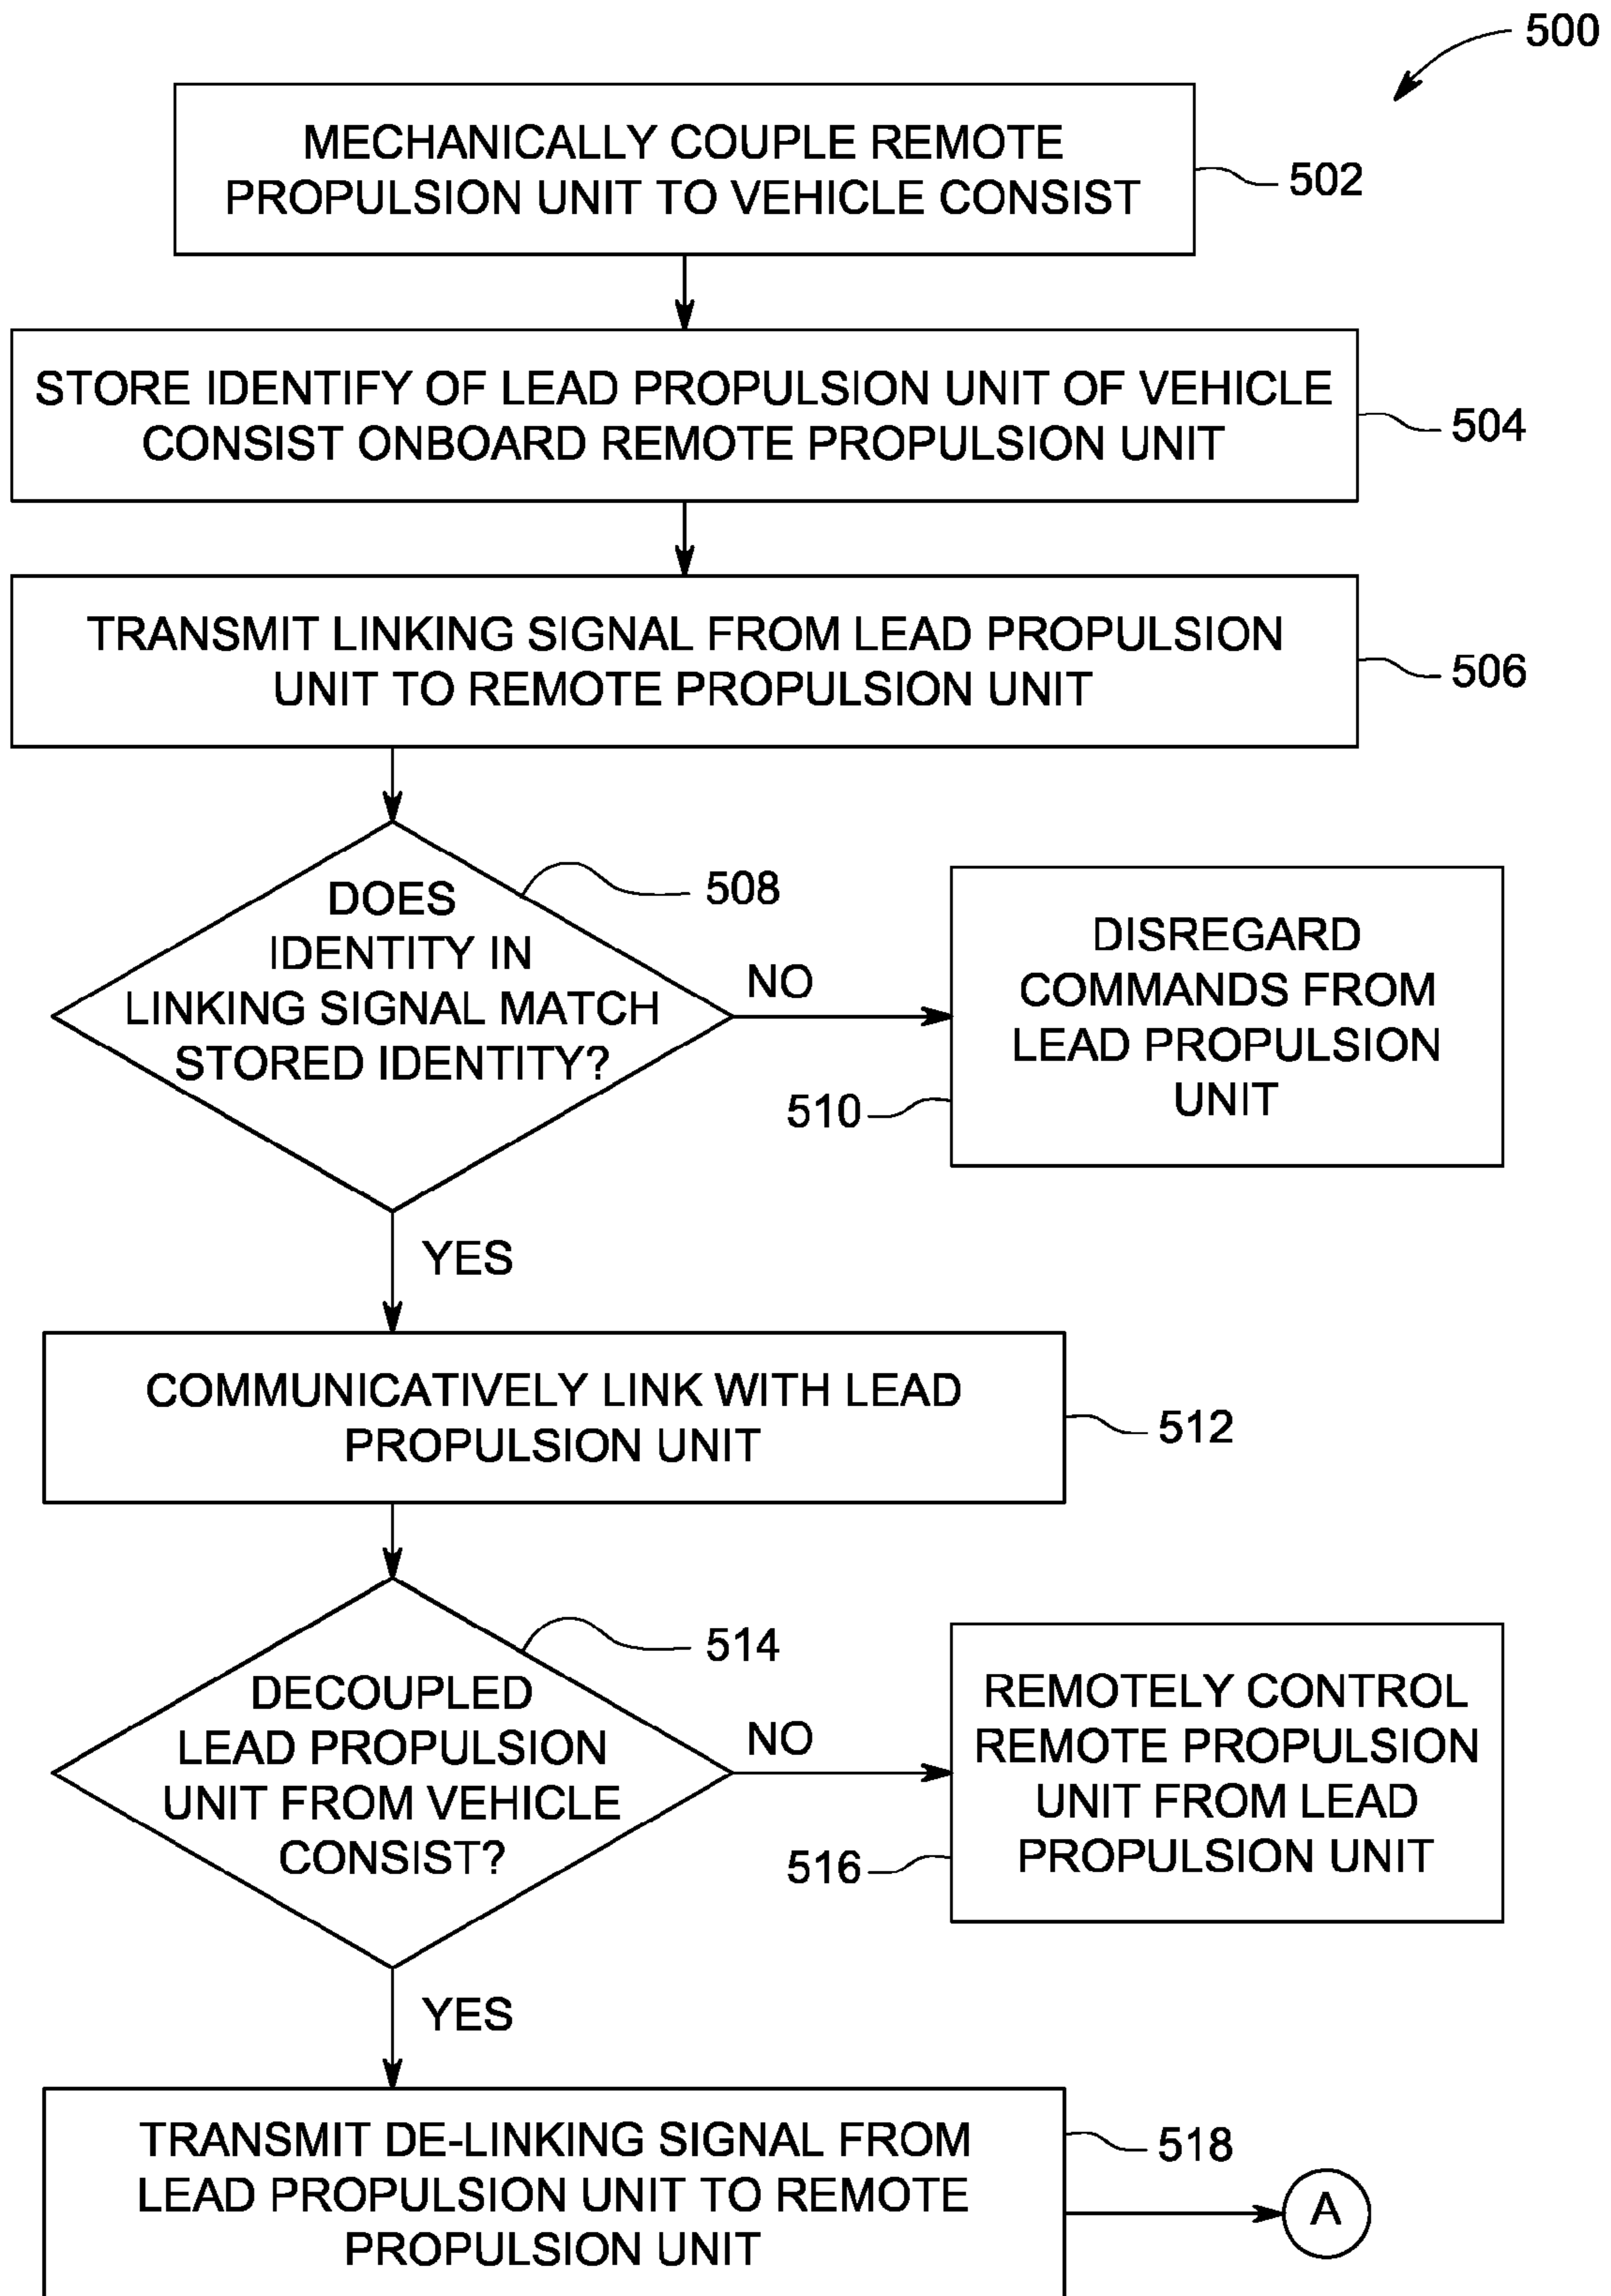 500
MECHANICALLY COUPLE REMOTE
PROPULSION UNIT TO VEHICLE CONSIST
502
STORE IDENTIFY OF LEAD PROPULSION UNIT OF VEHICLE
CONSIST ONBOARD REMOTE PROPULSION UNIT
504
TRANSMIT LINKING SIGNAL FROM LEAD PROPULSION
UNIT TO REMOTE PROPULSION UNIT
506
DOES
IDENTITY IN
LINKING SIGNAL MATCH
STORED IDENTITY?
508
NO
DISREGARD
COMMANDS FROM
LEAD PROPULSION
UNIT
510
YES
COMMUNICATIVELY LINK WITH LEAD
PROPULSION UNIT
512
DECOUPLED
LEAD PROPULSION
UNIT FROM VEHICLE
CONSIST?
514
NO
REMOTELY CONTROL
REMOTE PROPULSION
UNIT FROM LEAD
PROPULSION UNIT
516
YES
TRANSMIT DE-LINKING SIGNAL FROM
LEAD PROPULSION UNIT TO REMOTE
PROPULSION UNIT
518
A